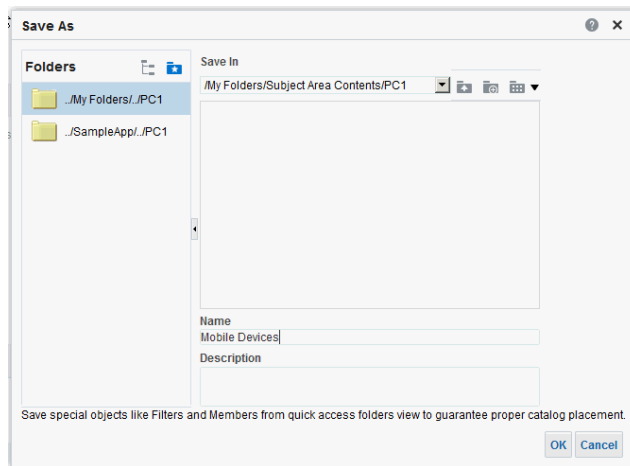 Save As
Folders
../My Folders/../PC1
../SampleApp/../PC1
Save In
/My Folders/Subject Area Contents/PC1
Name
Mobile Devices
Description
Save special objects like Filters and Members from quick access folders view to guarantee proper catalog placement.
OK Cancel